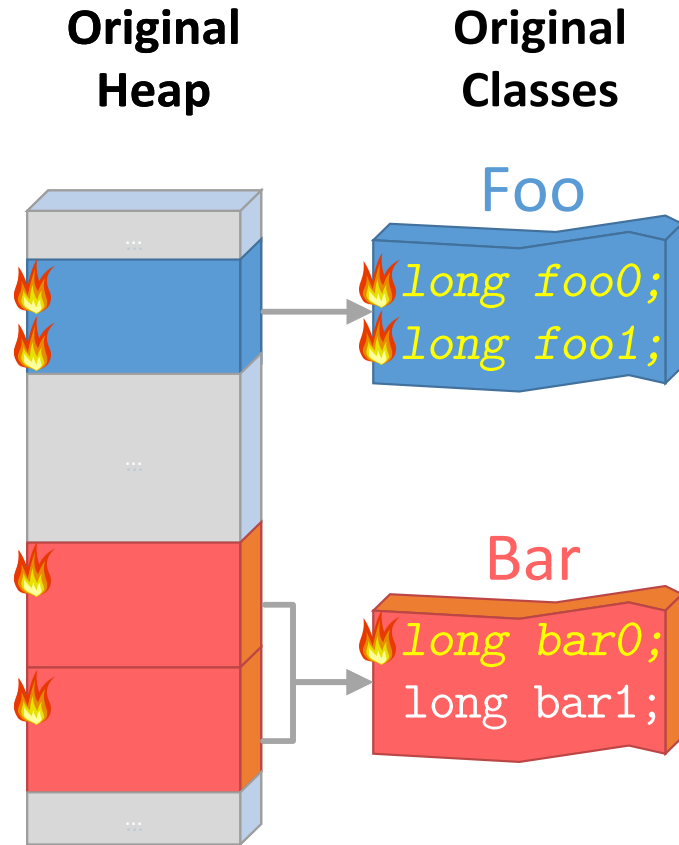 Original
Heap
Original
Classes
...
...
Foo
long foo0;
long foo1;
...
...
Bar
long bar0;
long bar1;
...
...